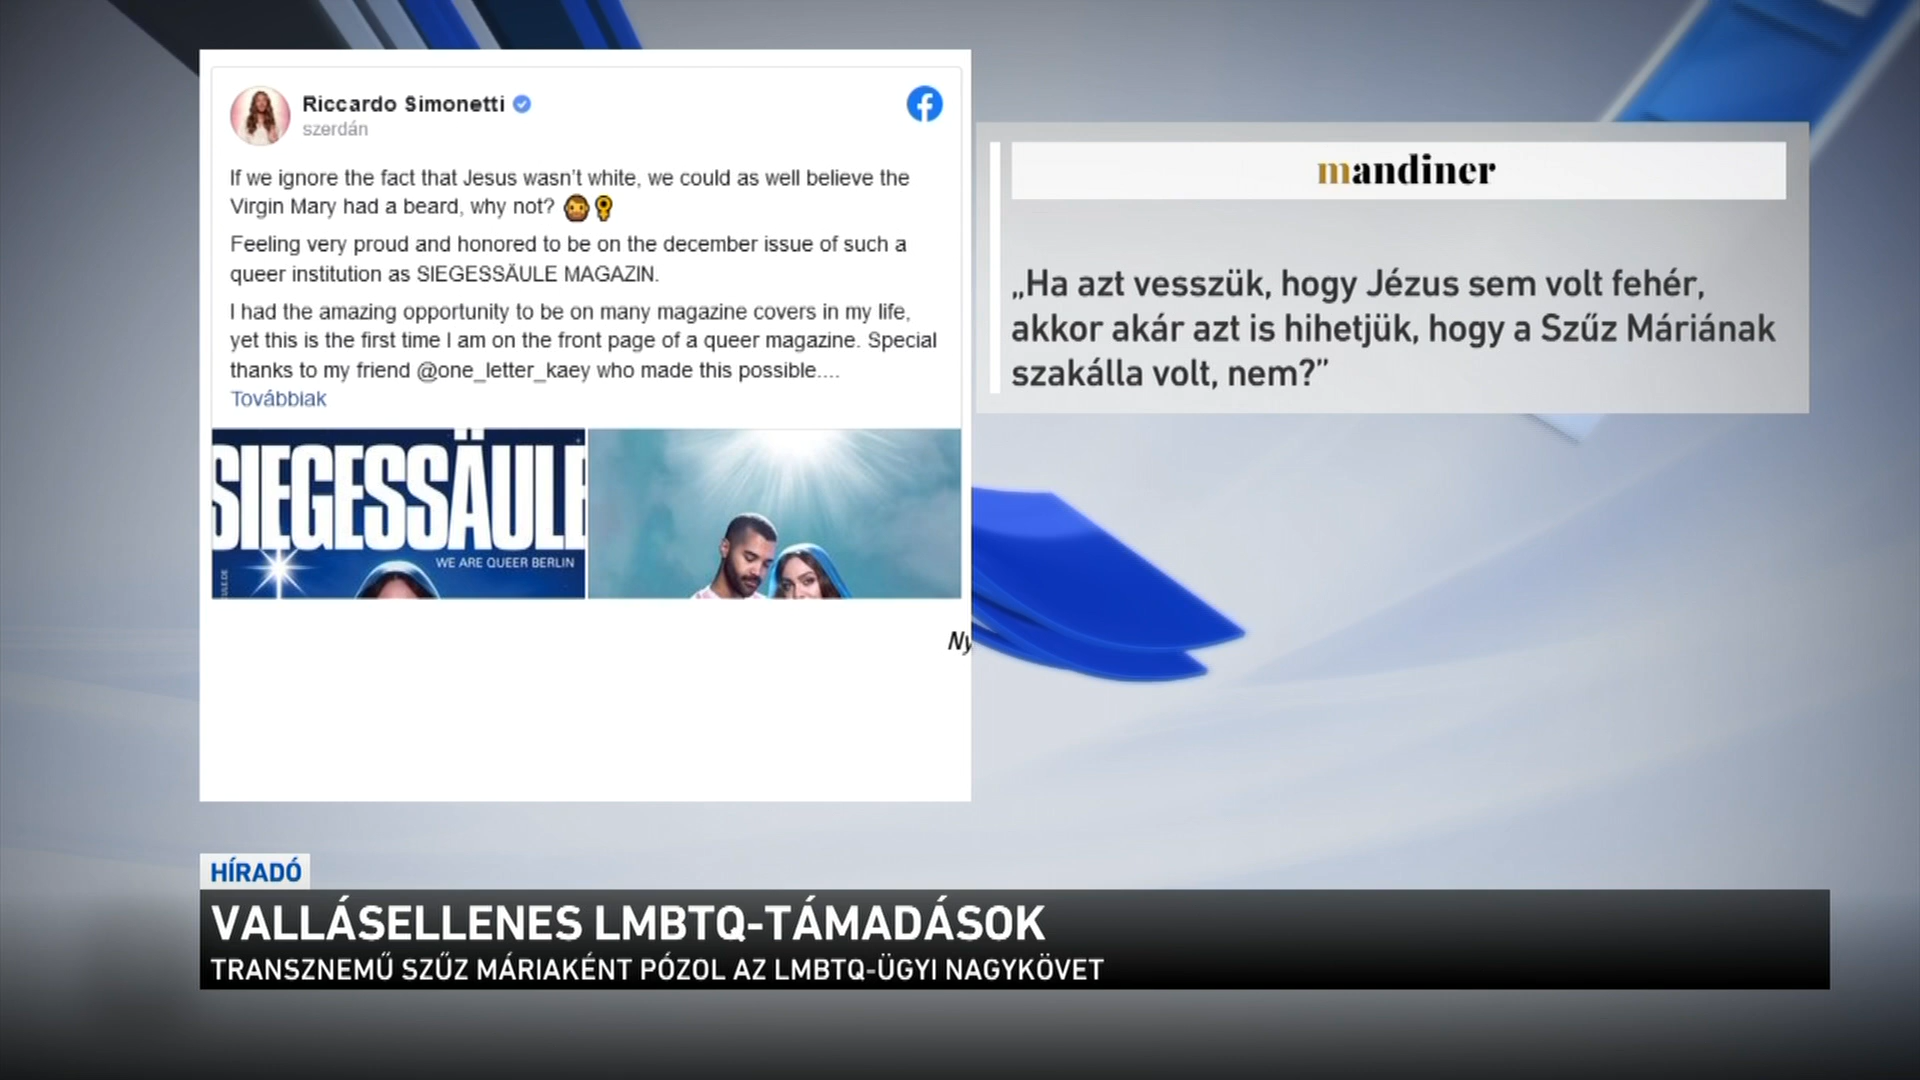 Riccardo Simonetti
szerdán
If we ignore the fact that Jesus wasn't white, we could as well believe the
Virgin Mary had a beard, why not?
Feeling very proud and honored to be on the december issue of such a
queer institution as SIEGESSÄULE MAGAZIN.
I had the amazing opportunity to be on many magazine covers in my life,
yet this is the first time I am on the front page of a queer magazine. Special
thanks to my friend @one_letter_kaey who made this possible....
Továbbiak
SIEGESSÄULE
WE ARE QUEER BERLIN
Ny
mandiner
„Ha azt vesszük, hogy Jézus sem volt fehér,
akkor akár azt is hihetjük, hogy a Szűz Máriának
szakálla volt, nem?”
HÍRADÓ
VALLÁSELLENES LMBTQ-TÁMADÁSOK
TRANSZNEMŰ SZŰZ MÁRIAKÉNT PÓZOL AZ LMBTQ-ÜGYI NAGYKÖVET